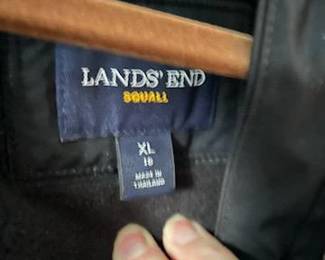 LANDS' END
SQUALL
XL
18
MADE IN
THAILAND